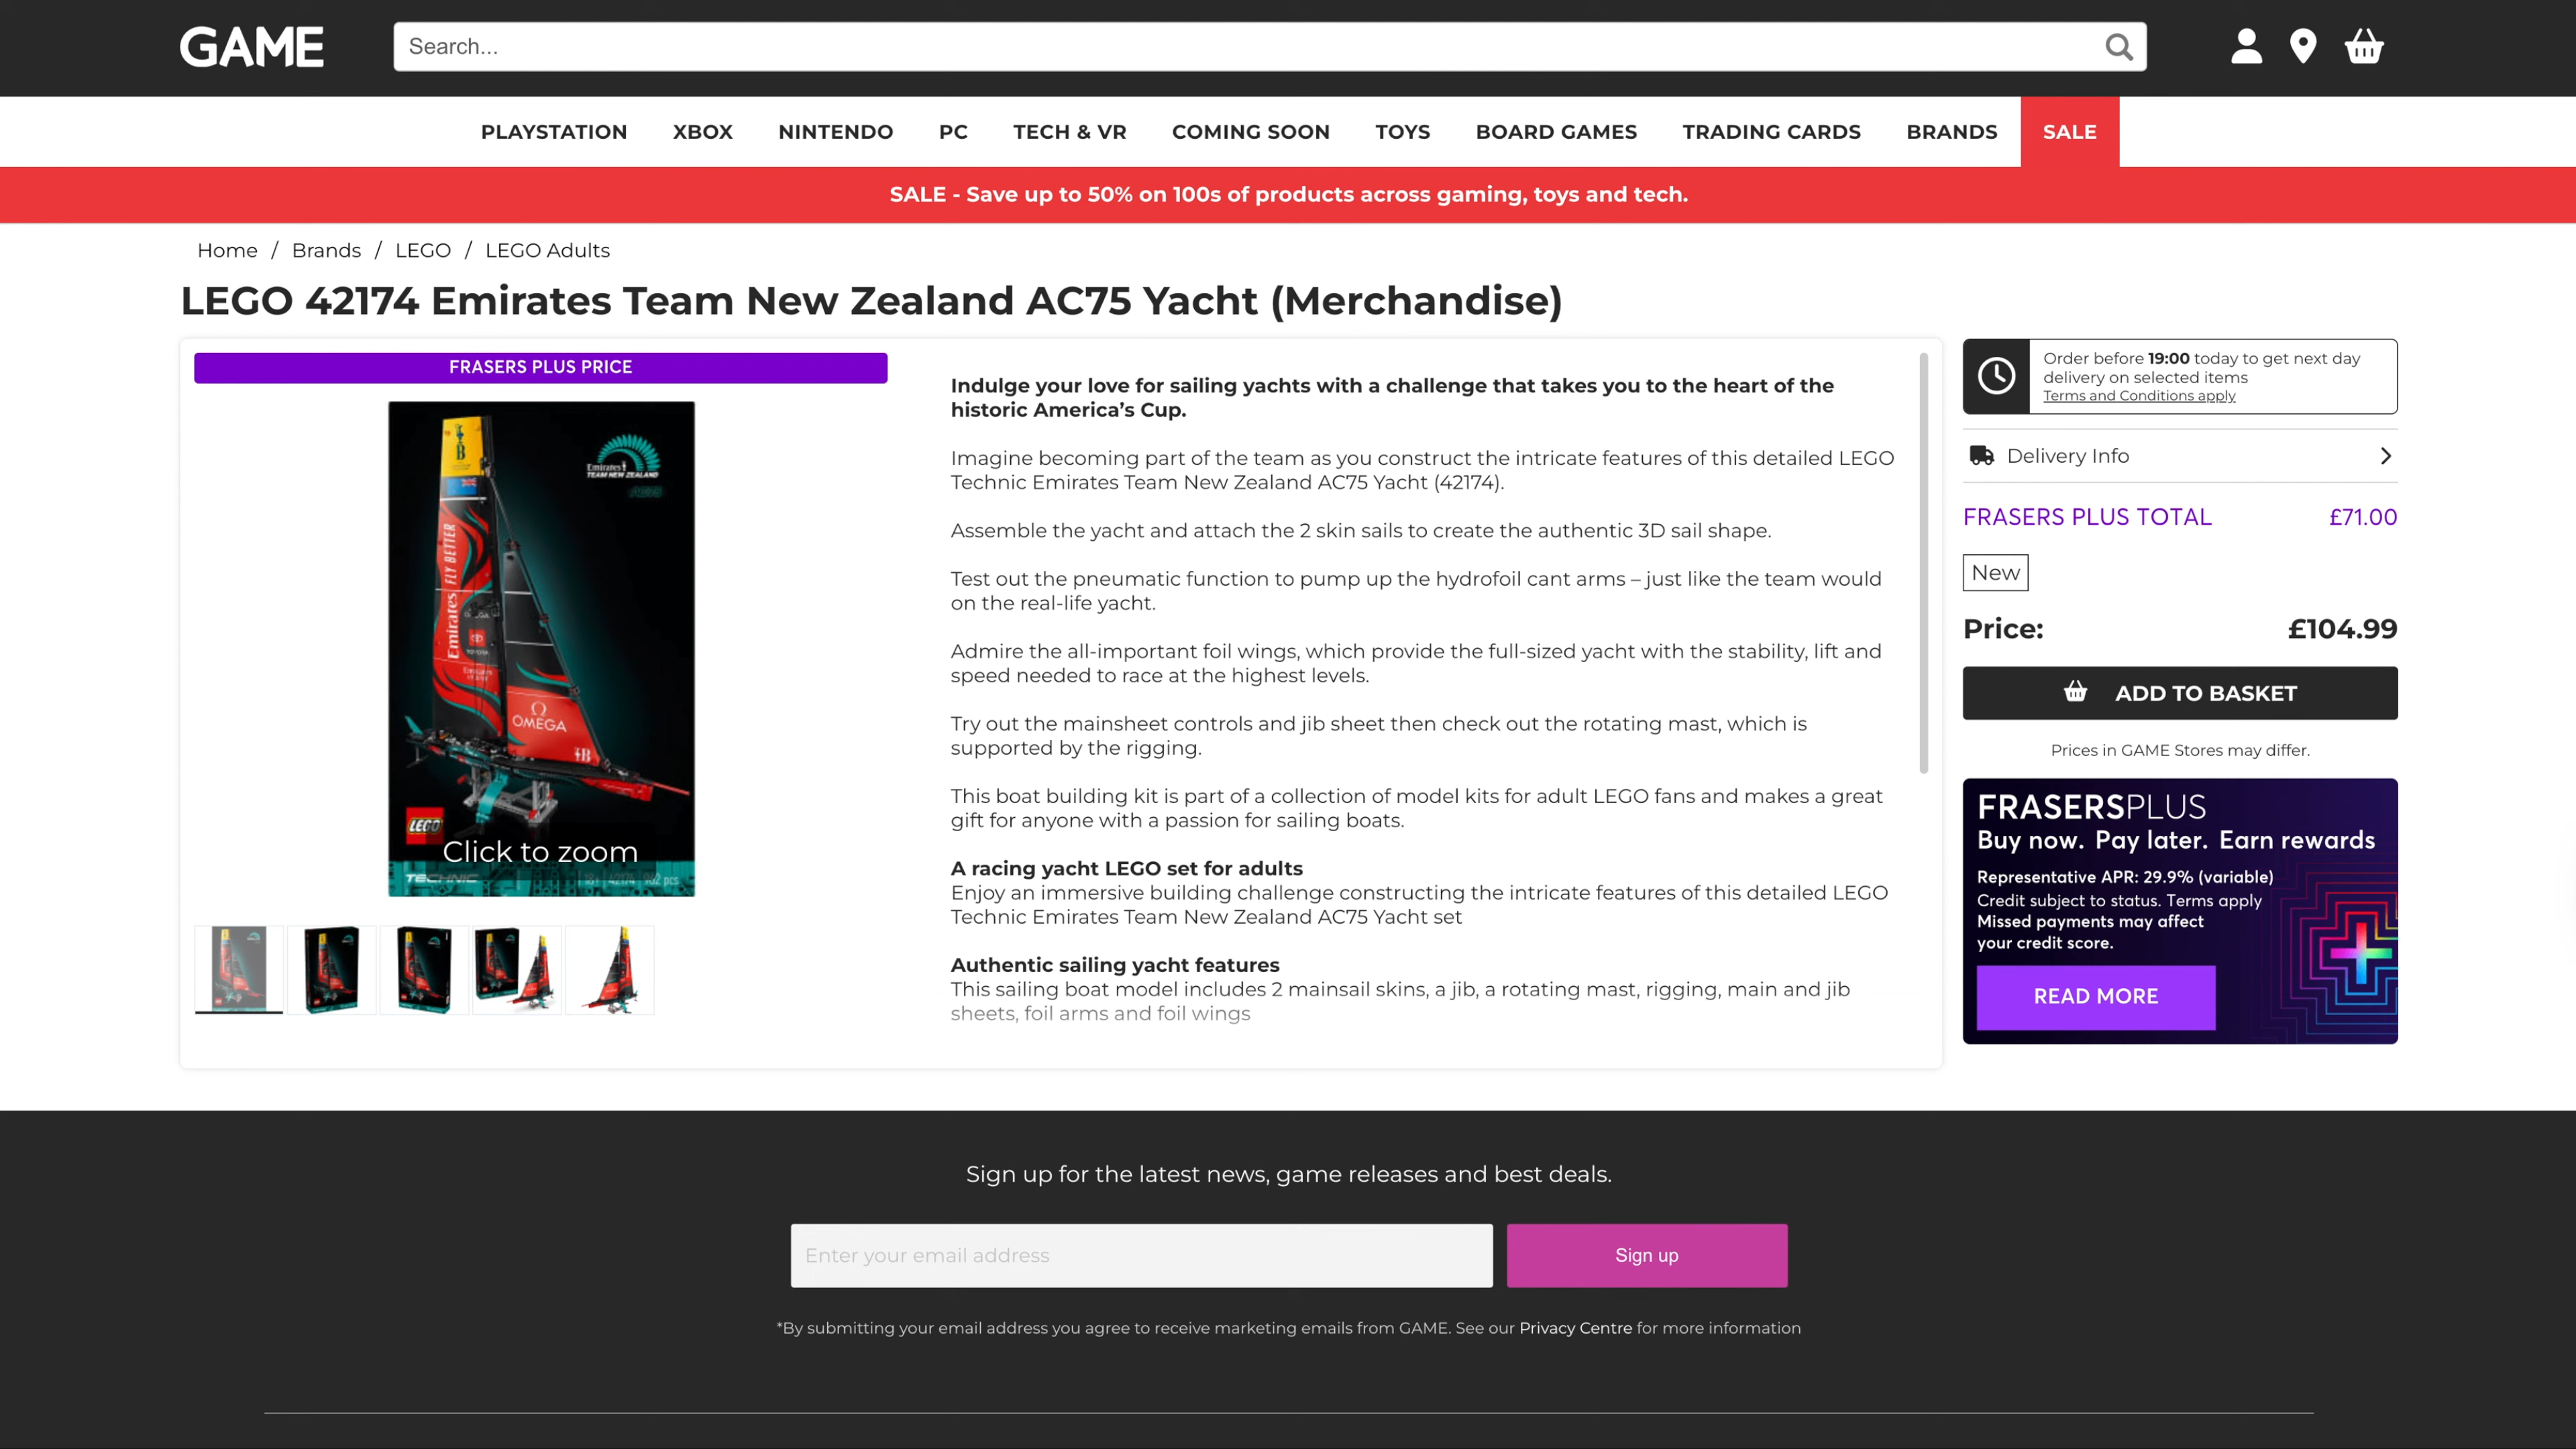 GAME
Search...
PLAYSTATION
XBOX
NINTENDO
PC
TECH & VR
COMING SOON
TOYS
BOARD GAMES
TRADING CARDS
BRANDS
SALE
SALE - Save up to 50% on 100s of products across gaming, toys and tech.
Home / Brands / LEGO / LEGO Adults
LEGO 42174 Emirates Team New Zealand AC75 Yacht (Merchandise)
FRASERS PLUS PRICE
Emirates
TEAM NEW ZEALAND
Emirates FLY BETTER
TOYOTA
OMEGA
LEGO
Click to zoom
TECHNIC
18+
42174
962 pcs
Indulge your love for sailing yachts with a challenge that takes you to the heart of the
historic America’s Cup.
Imagine becoming part of the team as you construct the intricate features of this detailed LEGO
Technic Emirates Team New Zealand AC75 Yacht (42174).
Assemble the yacht and attach the 2 skin sails to create the authentic 3D sail shape.
Test out the pneumatic function to pump up the hydrofoil cant arms – just like the team would
on the real-life yacht.
Admire the all-important foil wings, which provide the full-sized yacht with the stability, lift and
speed needed to race at the highest levels.
Try out the mainsheet controls and jib sheet then check out the rotating mast, which is
supported by the rigging.
This boat building kit is part of a collection of model kits for adult LEGO fans and makes a great
gift for anyone with a passion for sailing boats.
A racing yacht LEGO set for adults
Enjoy an immersive building challenge constructing the intricate features of this detailed LEGO
Technic Emirates Team New Zealand AC75 Yacht set
Authentic sailing yacht features
This sailing boat model includes 2 mainsail skins, a jib, a rotating mast, rigging, main and jib
sheets, foil arms and foil wings
Order before 19:00 today to get next day
delivery on selected items
Terms and Conditions apply
Delivery Info
FRASERS PLUS TOTAL £71.00
New
Price: £104.99
ADD TO BASKET
Prices in GAME Stores may differ.
FRASERSPLUS
Buy now. Pay later. Earn rewards
Representative APR: 29.9% (variable)
Credit subject to status. Terms apply
Missed payments may affect
your credit score.
READ MORE
Sign up for the latest news, game releases and best deals.
Enter your email address
Sign up
*By submitting your email address you agree to receive marketing emails from GAME. See our Privacy Centre for more information